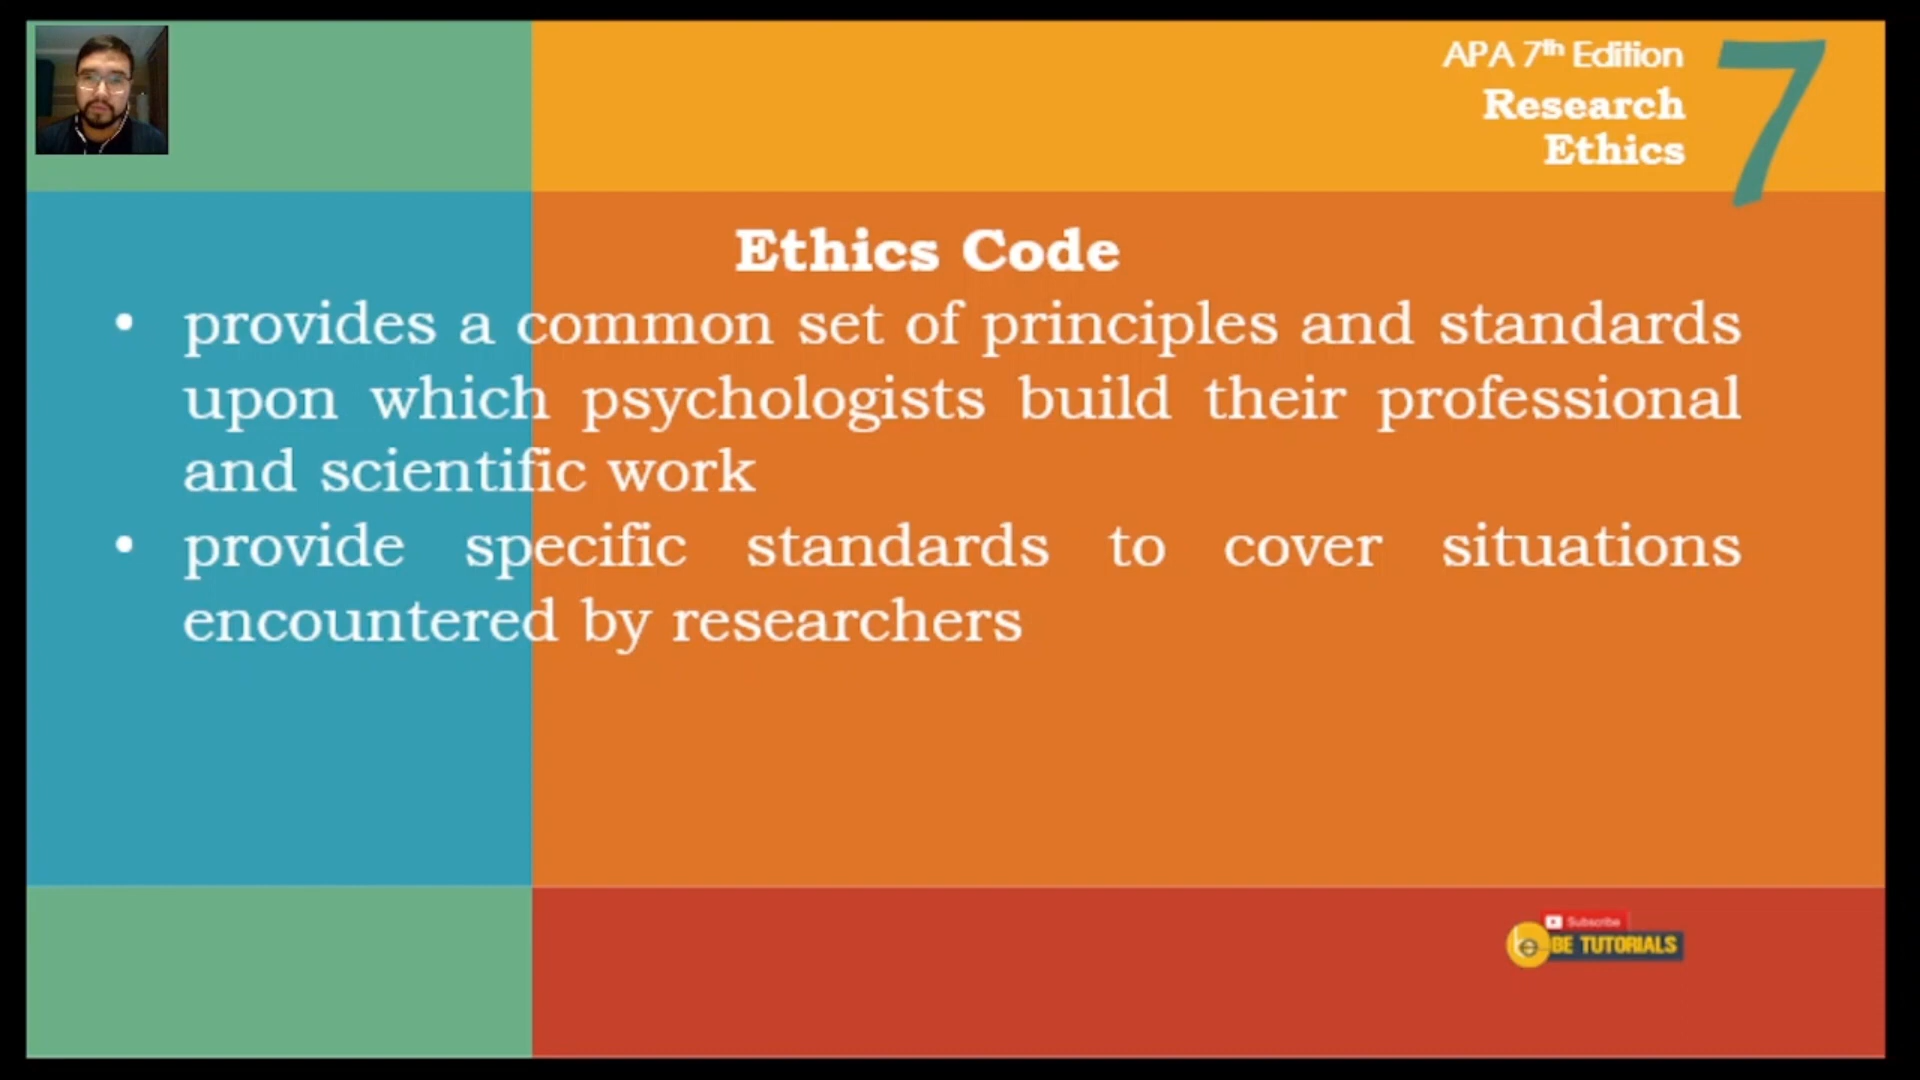 APA 7th Edition
Research
Ethics
7
Ethics Code
• provides a common set of principles and standards
upon which psychologists build their professional
and scientific work
• provide specific standards to cover situations
encountered by researchers
Subscribe
be BE TUTORIALS